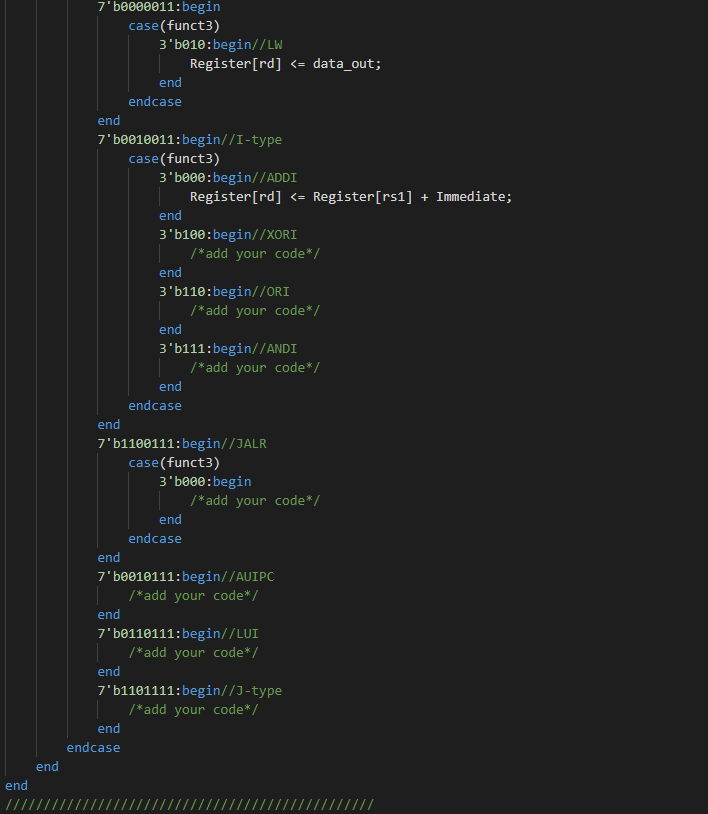 7'b0000011:begin
case(funct3)
3'b010:begin//LW
Register[rd] <= data_out;
end
endcase
end
7'b0010011:begin//I-type
case(funct3)
3'b000:begin//ADDI
Register[rd] <= Register[rs1] + Immediate;
end
3'b100:begin//XORI
/*add your code*/
end
3'b110:begin//ORI
/*add your code*/
end
3'b111:begin//ANDI
/*add your code*/
end
endcase
end
7'b1100111:begin//JALR
case(funct3)
3'b000:begin
/*add your code*/
end
endcase
end
7'b0010111:begin//AUIPC
/*add your code*/
end
7'b0110111:begin//LUI
/*add your code*/
end
7'b1101111:begin//J-type
/*add your code*/
end
endcase
end
end
////////////////////////////////////////////////